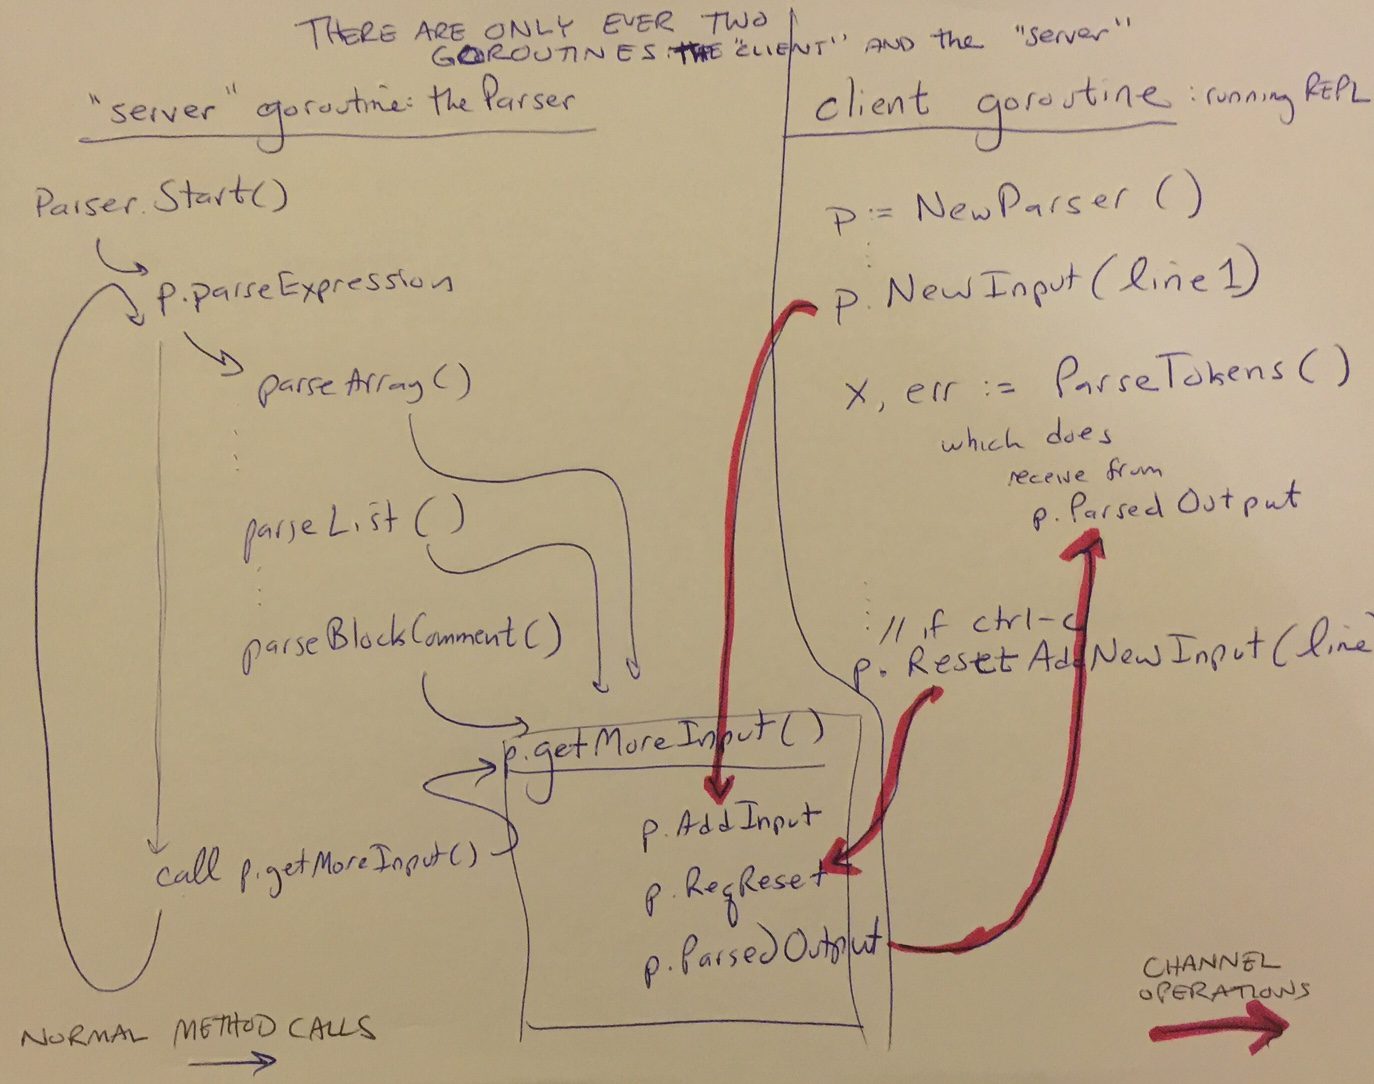 THERE ARE ONLY EVER TWO
GOROUTINES: THE "CLIENT" AND the "server"
"server" goroutine: the Parser
client goroutine : running REPL
Parser.Start()
p.parseExpression
parseArray()
parseList()
parseBlockComment()
call p.getMoreInput()
p := NewParser()
p. NewInput(line1)
x, err := ParseTokens()
which does
receive from
p.ParsedOutput
// if ctrl-c
p. ResetAddNewInput(line
p.getMoreInput()
p.AddInput
p.ReqReset
p.ParsedOutput
NORMAL METHOD CALLS
CHANNEL
OPERATIONS